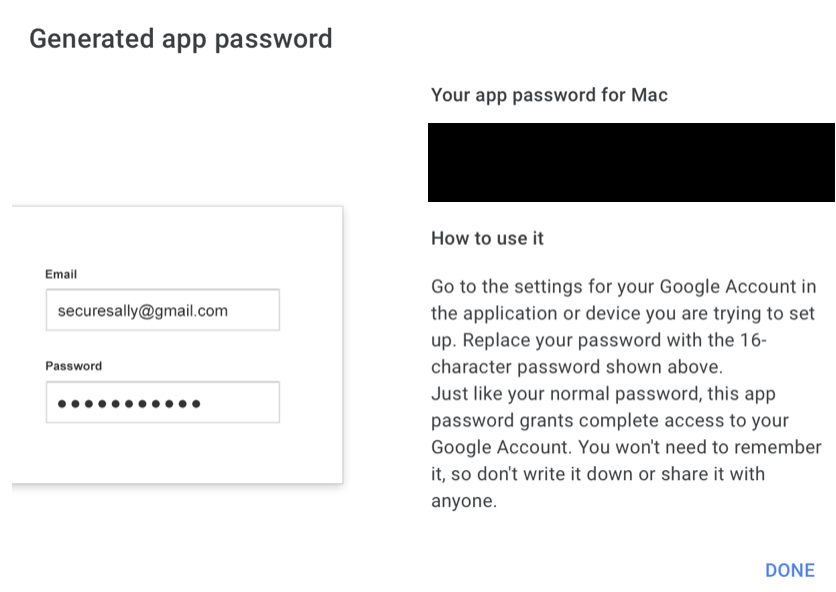 Generated app password
Your app password for Mac
Email
securesally@gmail.com
Password
How to use it
Go to the settings for your Google Account in
the application or device you are trying to set
up. Replace your password with the 16-
character password shown above.
Just like your normal password, this app
password grants complete access to your
Google Account. You won't need to remember
it, so don't write it down or share it with
anyone.
DONE